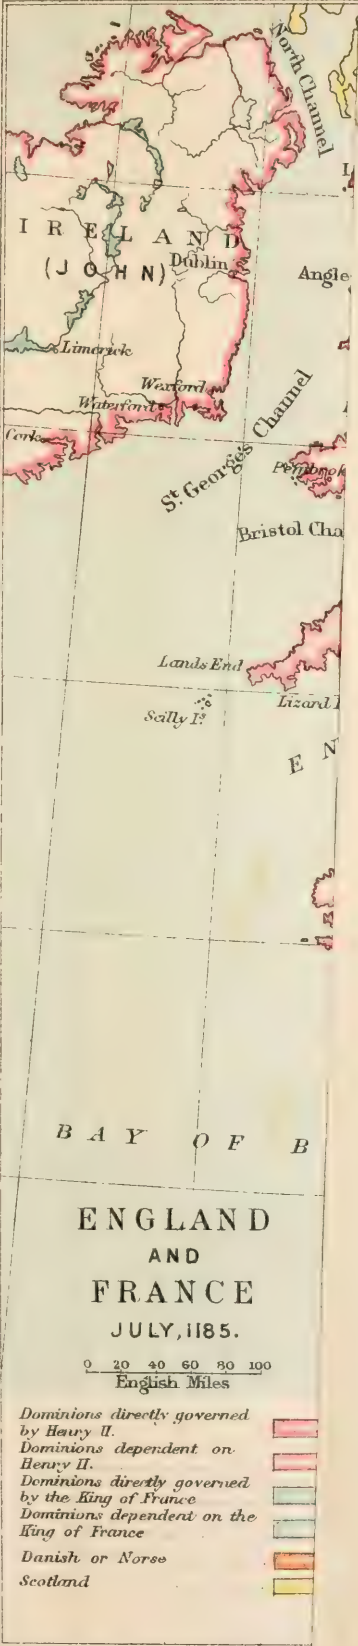 North Channel
IRELAND
(JOHN)
Dublin
Angle
Limerick
Wexford
Waterford
Cork
St. Georges Channel
Pembrok
Bristol Cha
Lands End
Lizard
Scilly Is.
EN
BAY OF B
ENGLAND
AND
FRANCE
JULY, 1185.
0 20 40 60 80 100
English Miles
Dominions directly governed
by Henry II.
Dominions dependent on
Henry II.
Dominions directly governed
by the King of France
Dominions dependent on the
King of France
Danish or Norse
Scotland